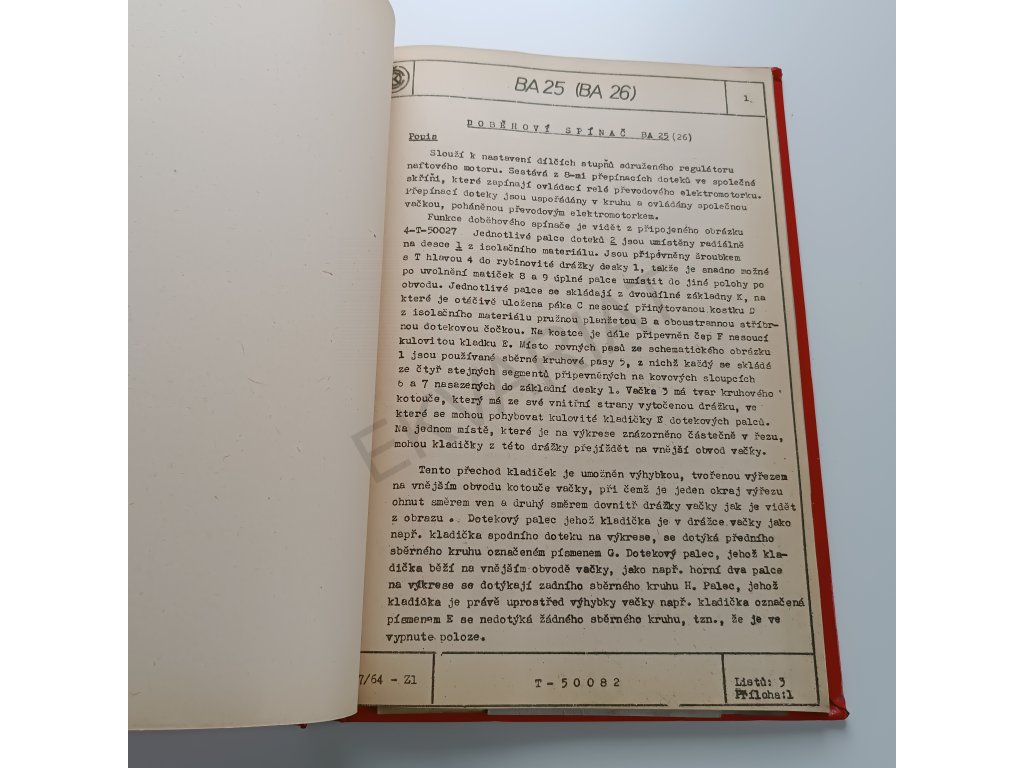 BA 25 (BA 26)
1.
DOBĚHOVÝ SPÍNAČ BA 25 (26)
Popis
Slouží k nastavení dílčích stupňů sdruženého regulátoru
naftového motoru. Sestává z 8-mi přepínacích doteků ve společné
skříni, které zapínají ovládací relé převodového elektromotorku.
Přepínací doteky jsou uspořádány v kruhu a ovládány společnou
vačkou, poháněnou převodovým elektromotorkem.
Funkce doběhového spínače je vidět z připojeného obrázku
4-T-50027 Jednotlivé palce doteků 2 jsou umístěny radiálně
na desce 1 z isolačního materiálu. Jsou připěvněny šroubkem
s T hlavou 4 do rybinovité drážky desky 1, takže je snadno možné
po uvolnění matiček 8 a 9 úplné palce umístit do jiné polohy po
obvodu. Jednotlivé palce se skládají z dvoudílné základny K, na
které je otáčivě uložena páka C nesoucí přinýtovanou kostku D
z isolačního materiálu pružnou planžetou B a oboustrannou stříbr-
nou dotekovou čočkou. Na kostce je dále připevněn čep F nesoucí
kulovitou kladku E. Místo rovných pasů ze schematického obrázku
1 jsou používané sběrné kruhové pasy 5, z nichž každý se skládá
ze čtyř stejných segmentů připevněných na kovových sloupcích
6 a 7 nasazených do základní desky 1. Vačka 3 má tvar kruhového
kotouče, který má ze své vnitřní strany vytočenou drážku, ve
které se mohou pohybovat kulovité kladičky E dotekových palců.
Na jednom místě, které je na výkrese znázorněno částečně v řezu,
mohou kladičky z této drážky přejíždět na vnější obvod vačky.
Tento přechod kladiček je umožněn výhybkou, tvořenou výřezem
na vnějším obvodu kotouče vačky, při čemž je jeden okraj výřezu
ohnut směrem ven a druhý směrem dovnitř drážky vačky jak je vidět
z obrazu . Dotekový palec jehož kladička je v drážce vačky jako
např. kladička spodního doteku na výkrese, se dotýká předního
sběrného kruhu označeném písmenem G. Dotekový palec, jehož kla-
dička běží na vnějším obvodě vačky, jako např. horní dva palce
na výkrese se dotýkají zadního sběrného kruhu H. Palec, jehož
kladička je právě uprostřed výhybky vačky např. kladička označená
písmenem E se nedotýká žádného sběrného kruhu, tzn., že je ve
vypnuté poloze.
7/64 - Zl
T-50082
Listů: 3
Příloha:1